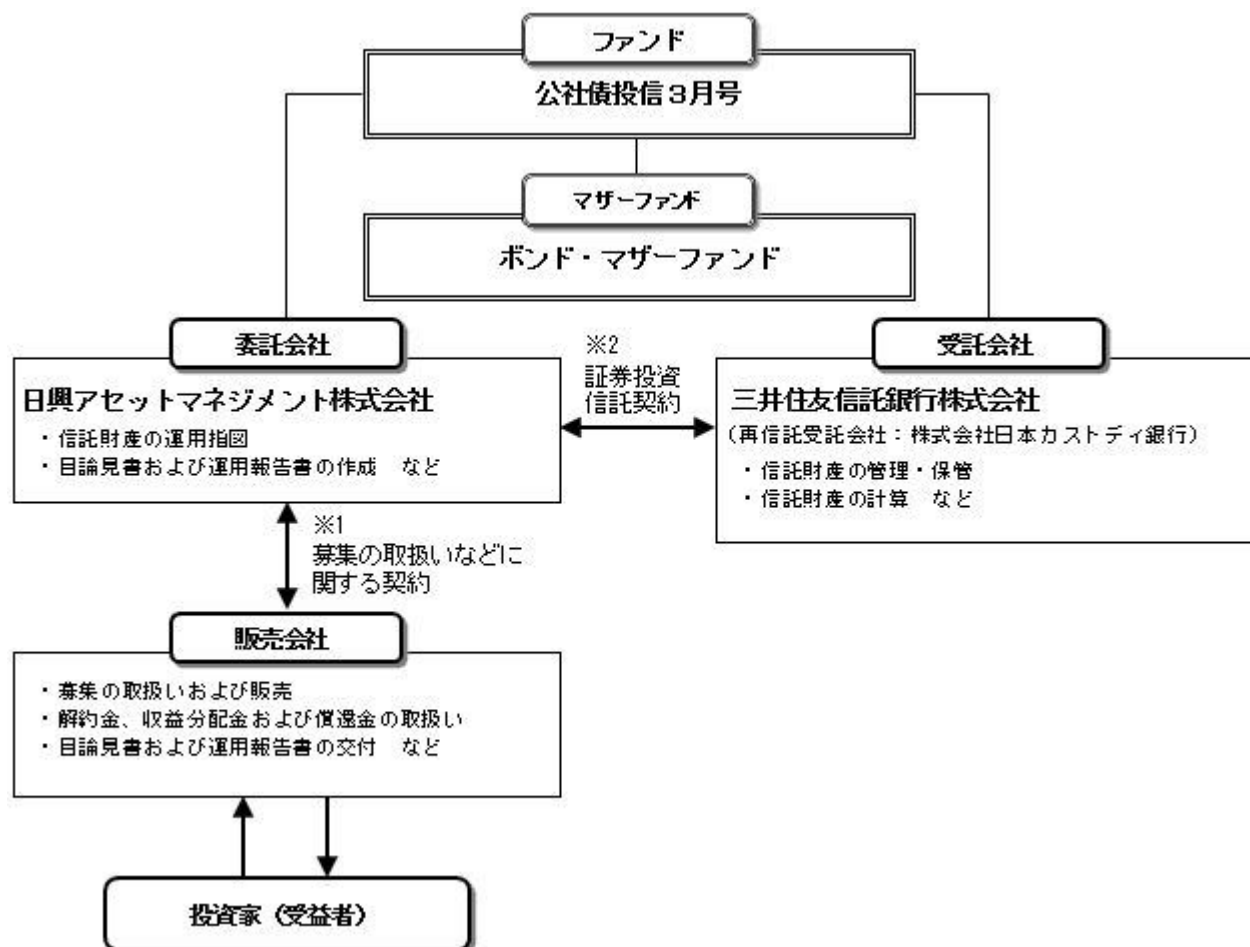 ファンド
公社債投信３月号
マザーファンド
ボンド・マザーファンド
委託会社
日興アセットマネジメント株式会社
・信託財産の運用指図
・目論見書および運用報告書の作成　など
※2
証券投資
信託契約
受託会社
三井住友信託銀行株式会社
（再信託受託会社：株式会社日本カストディ銀行）
・信託財産の管理・保管
・信託財産の計算　など
※1
募集の取扱いなどに
関する契約
販売会社
・募集の取扱いおよび販売
・解約金、収益分配金および償還金の取扱い
・目論見書および運用報告書の交付　など
投資家（受益者）